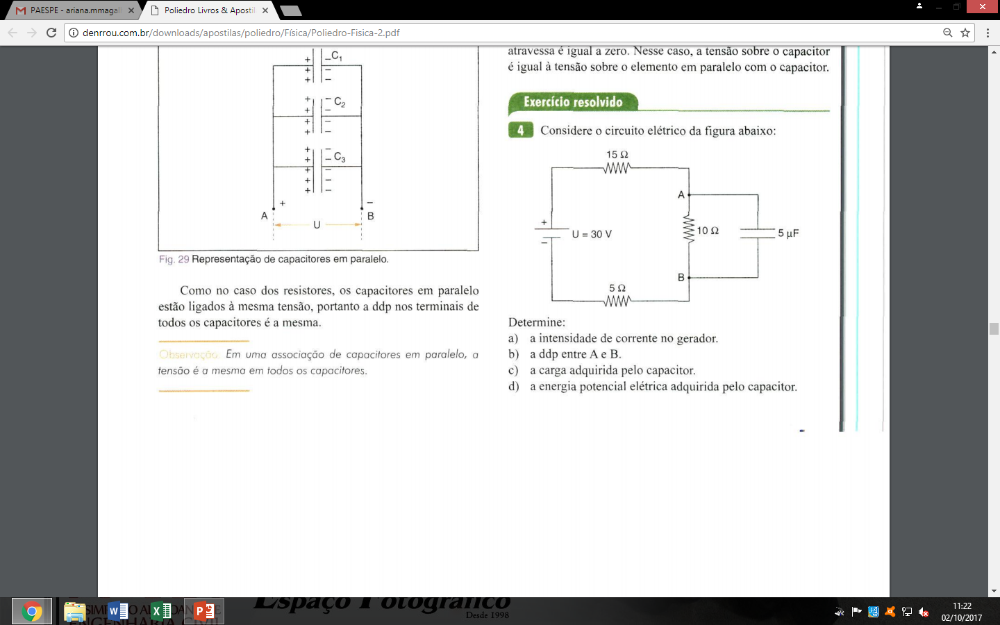 PAESPE - ariana.mmagal
Poliedro Livros & Aposti
denrrou.com.br/downloads/apostilas/poliedro/Física/Poliedro-Fisica-2.pdf
C1
C2
C3
A
B
U
Fig. 29 Representação de capacitores em paralelo.
Como no caso dos resistores, os capacitores em paralelo
estão ligados à mesma tensão, portanto a ddp nos terminais de
todos os capacitores é a mesma.
Observação: Em uma associação de capacitores em paralelo, a
tensão é a mesma em todos os capacitores.
atravessa é igual a zero. Nesse caso, a tensão sobre o capacitor
é igual à tensão sobre o elemento em paralelo com o capacitor.
Exercício resolvido
4 Considere o circuito elétrico da figura abaixo:
15 Ω
A
+
10 Ω
5 µF
U = 30 V
–
B
5 Ω
Determine:
a) a intensidade de corrente no gerador.
b) a ddp entre A e B.
c) a carga adquirida pelo capacitor.
d) a energia potencial elétrica adquirida pelo capacitor.
Espaço Fotográfico
Desde 1998
11:22
02/10/2017